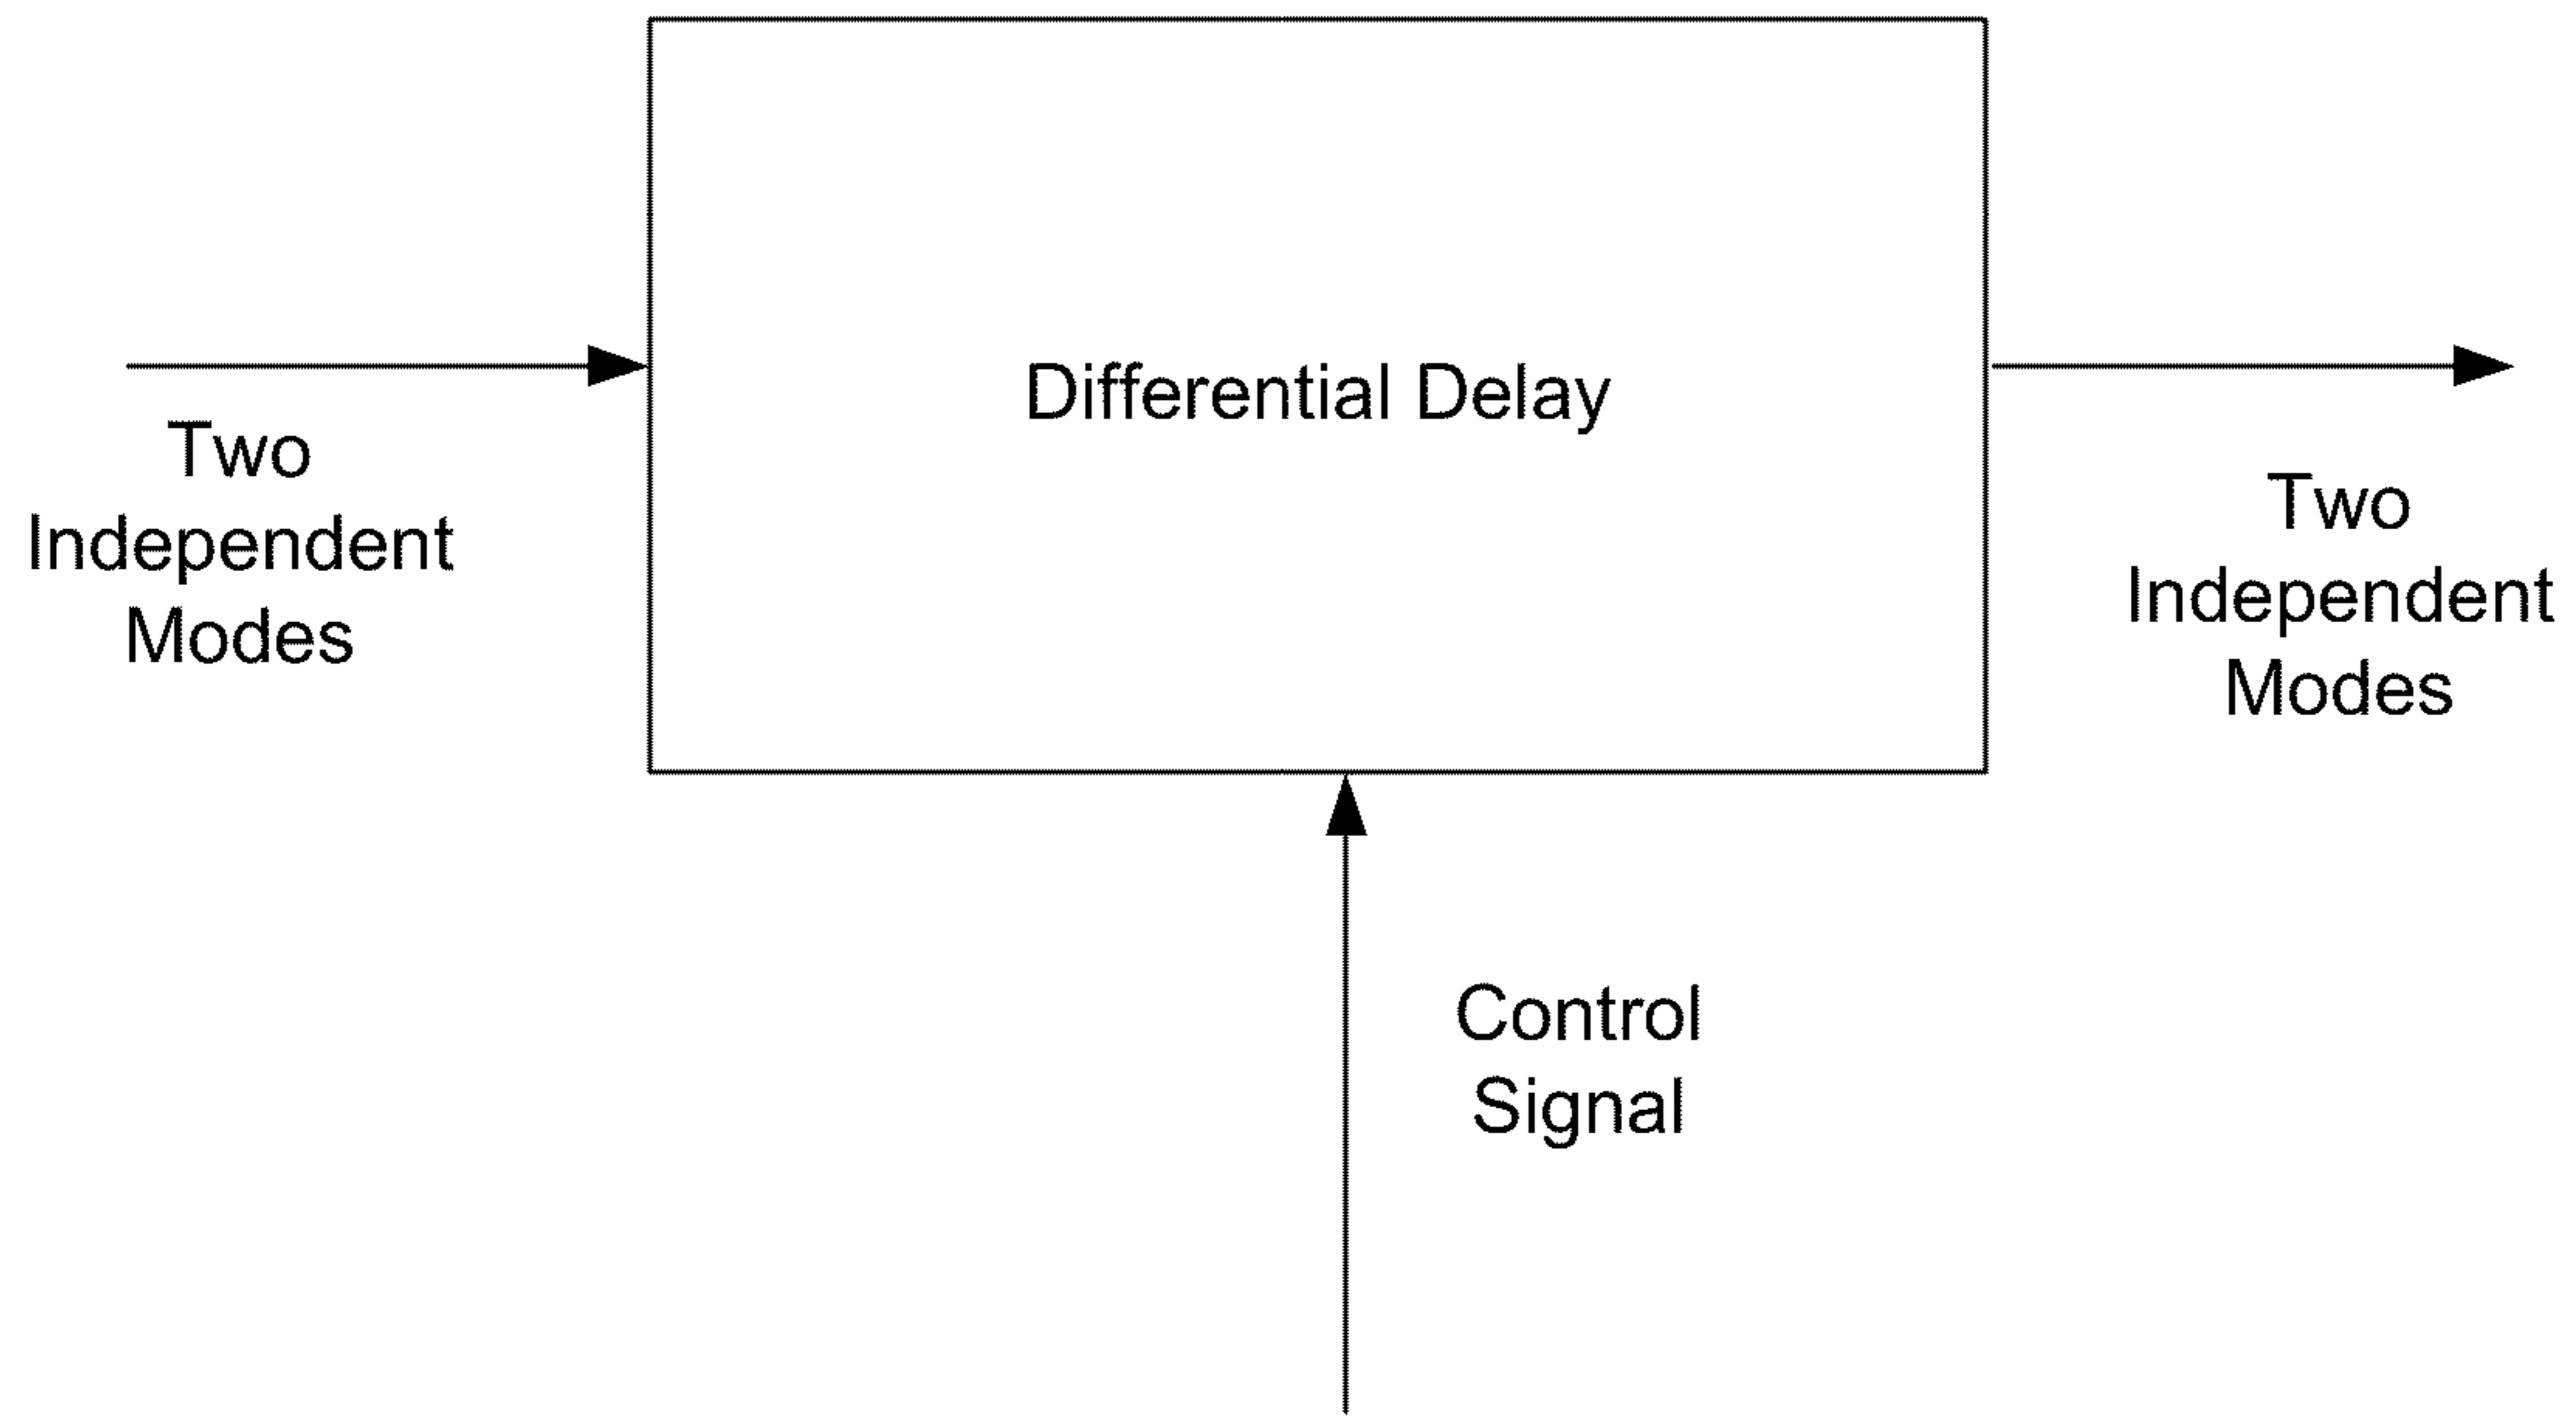 Differential Delay
Two
Independent
Modes
Two
Independent
Modes
Control
Signal